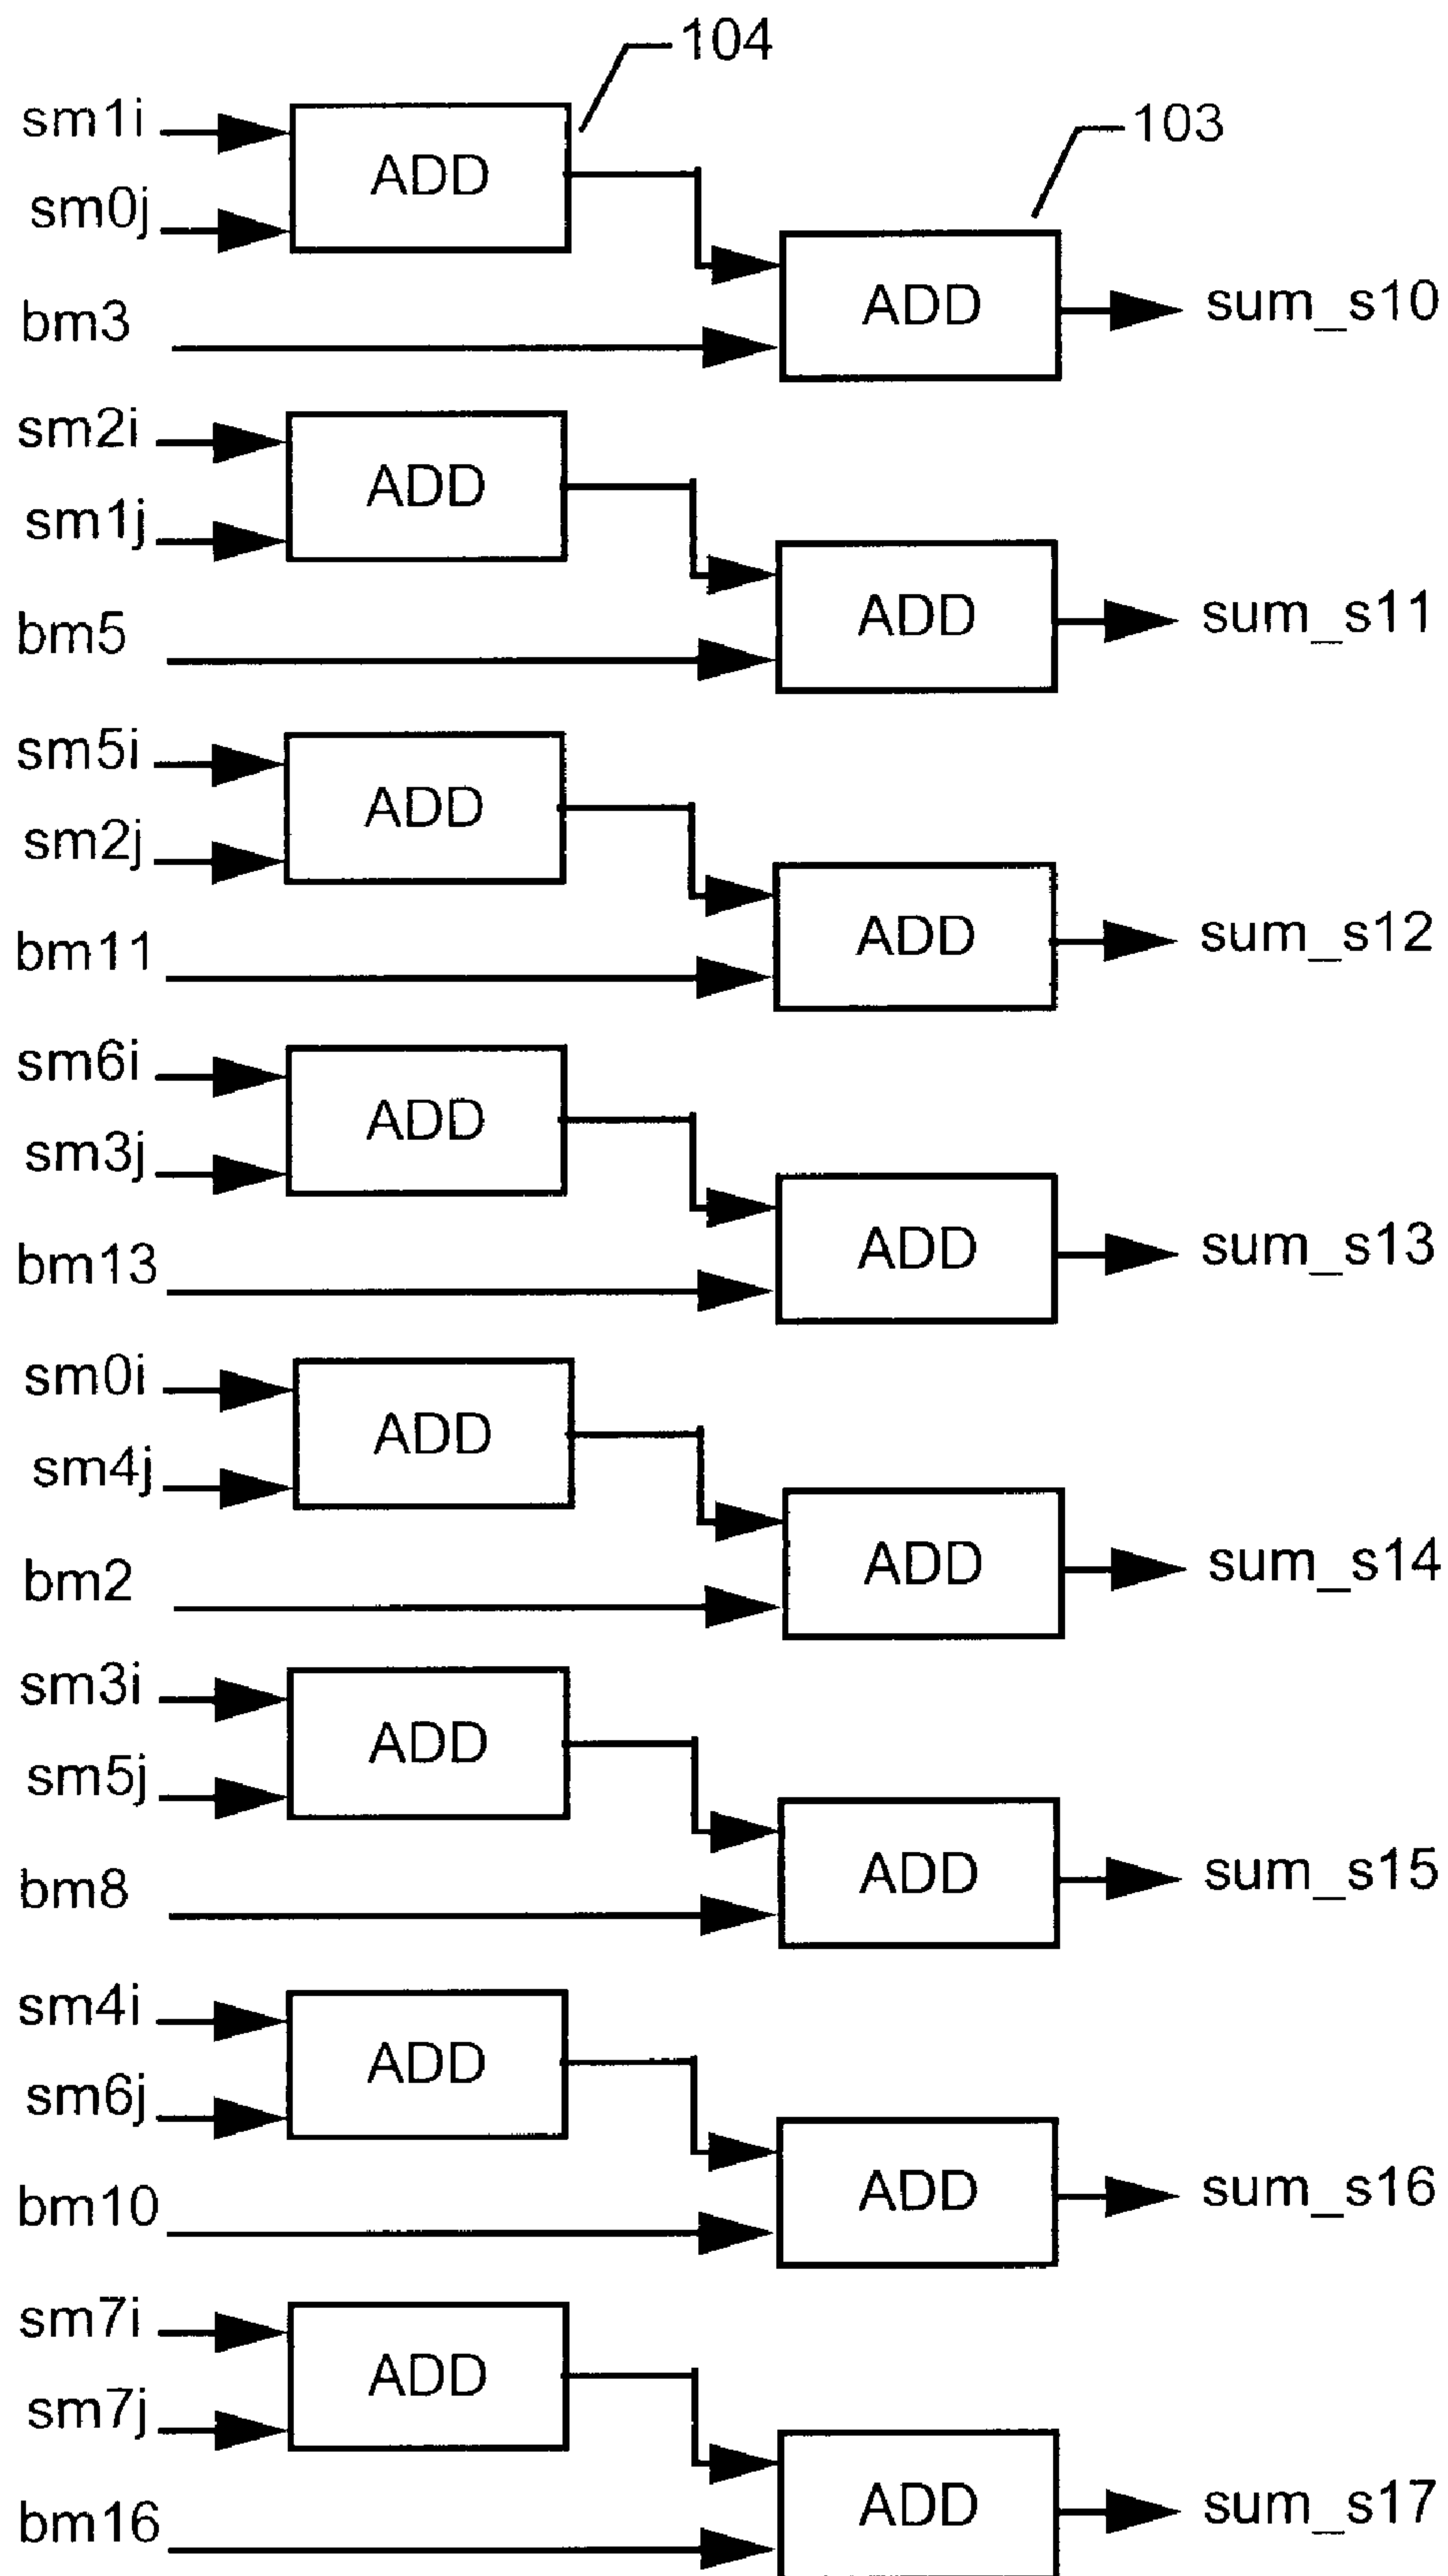 104
sm1i
ADD
103
sm0j
bm3
ADD
sum_s10
sm2i
ADD
sm1j
bm5
ADD
sum_s11
sm5i
ADD
sm2j
bm11
ADD
sum_s12
sm6i
ADD
sm3j
bm13
ADD
sum_s13
sm0i
ADD
sm4j
bm2
ADD
sum_s14
sm3i
ADD
sm5j
bm8
ADD
sum_s15
sm4i
ADD
sm6j
bm10
ADD
sum_s16
sm7i
ADD
sm7j
bm16
ADD
sum_s17